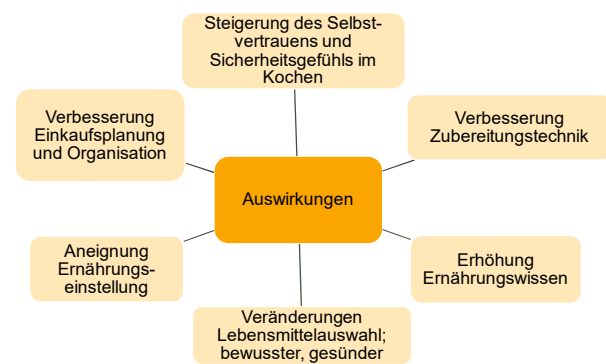 Steigerung des Selbst-
vertrauens und
Sicherheitsgefühls im
Kochen
Verbesserung
Einkaufsplanung
und Organisation
Verbesserung
Zubereitungstechnik
Auswirkungen
Aneignung
Ernährungs-
einstellung
Erhöhung
Ernährungswissen
Veränderungen
Lebensmittelauswahl;
bewusster, gesünder